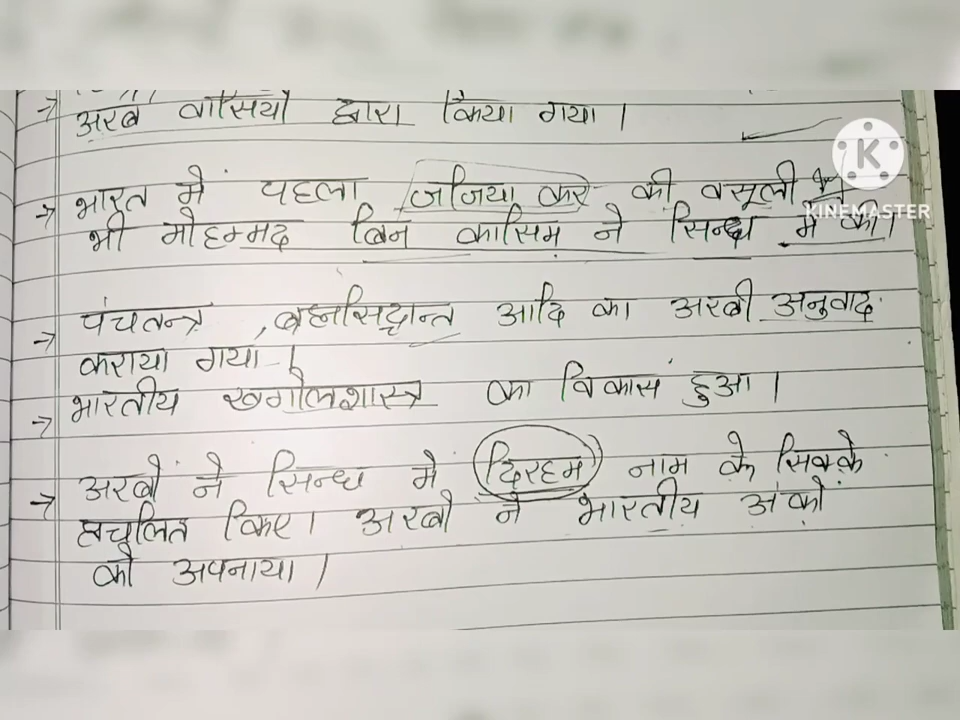 अरब वासियों द्वारा किया गया।
→ भारत में पहला जजिया कर की वसूली
भी मोहम्मद बिन कासिम ने सिन्ध में की।
→ पंचतन्त्र, ब्रह्मसिद्धान्त आदि का अरबी अनुवाद
कराया गया।
→ भारतीय खगोलशास्त्र का विकास हुआ।
→ अरबों ने सिन्ध में दिरहम नाम के सिक्के
प्रचलित किए। अरबों ने भारतीय अंकों
को अपनाया।
KINEMASTER